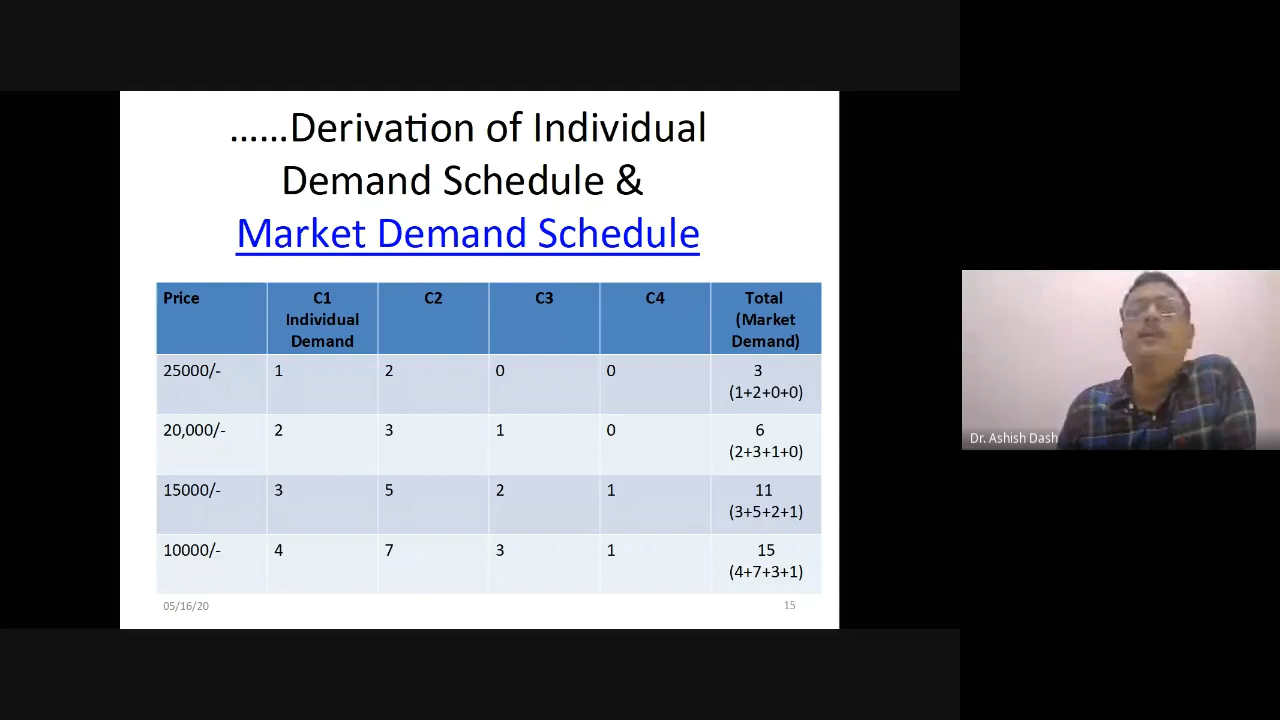 ......Derivation of Individual
Demand Schedule &
Market Demand Schedule
Price C1 C2 C3 C4 Total
Individual (Market
Demand Demand)
25000/- 1 2 0 0 3
(1+2+0+0)
20,000/- 2 3 1 0 6
(2+3+1+0)
15000/- 3 5 2 1 11
(3+5+2+1)
10000/- 4 7 3 1 15
(4+7+3+1)
05/16/20 15
Dr. Ashish Dash